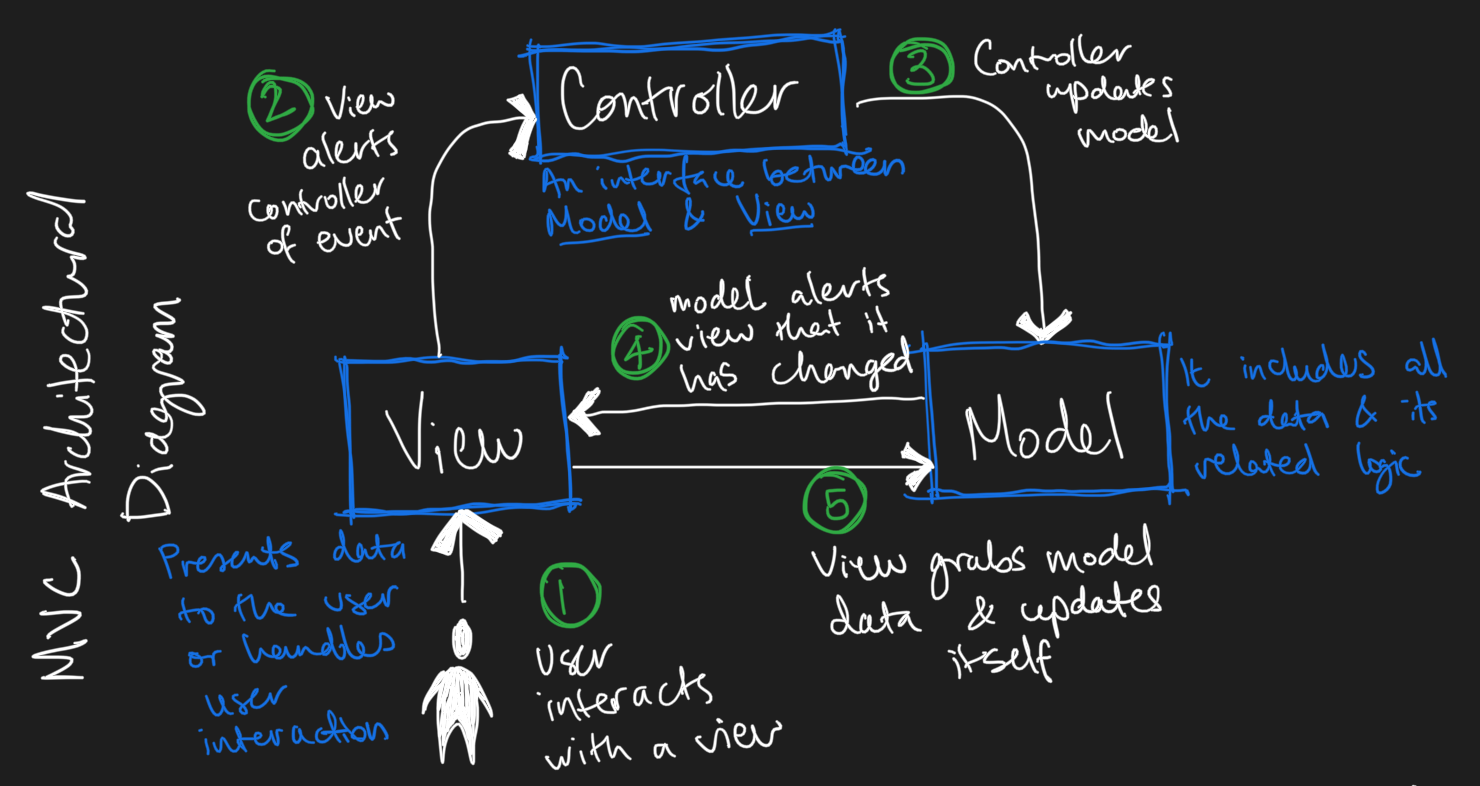 MVC Architectural
Diagram
2 View
alerts
controller
of event
Controller
An interface between
Model & View
3 Controller
updates
model
4 model alerts
view that it
has changed
View
Presents data
to the user
or handles
user
interaction
Model
It includes all
the data & its
related logic
5
View grabs model
data & updates
itself
1
User
interacts
with a view